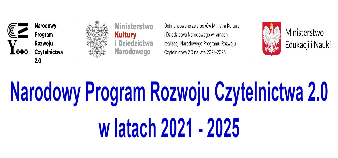 Narodowy
Program
Rozwoju
Czytelnictwa
2.0
Ministerstwo
Kultury
i Dziedzictwa
Narodowego
Ministerstwo
Edukacji i Nauki
Narodowy Program Rozwoju Czytelnictwa 2.0
w latach 2021 - 2025